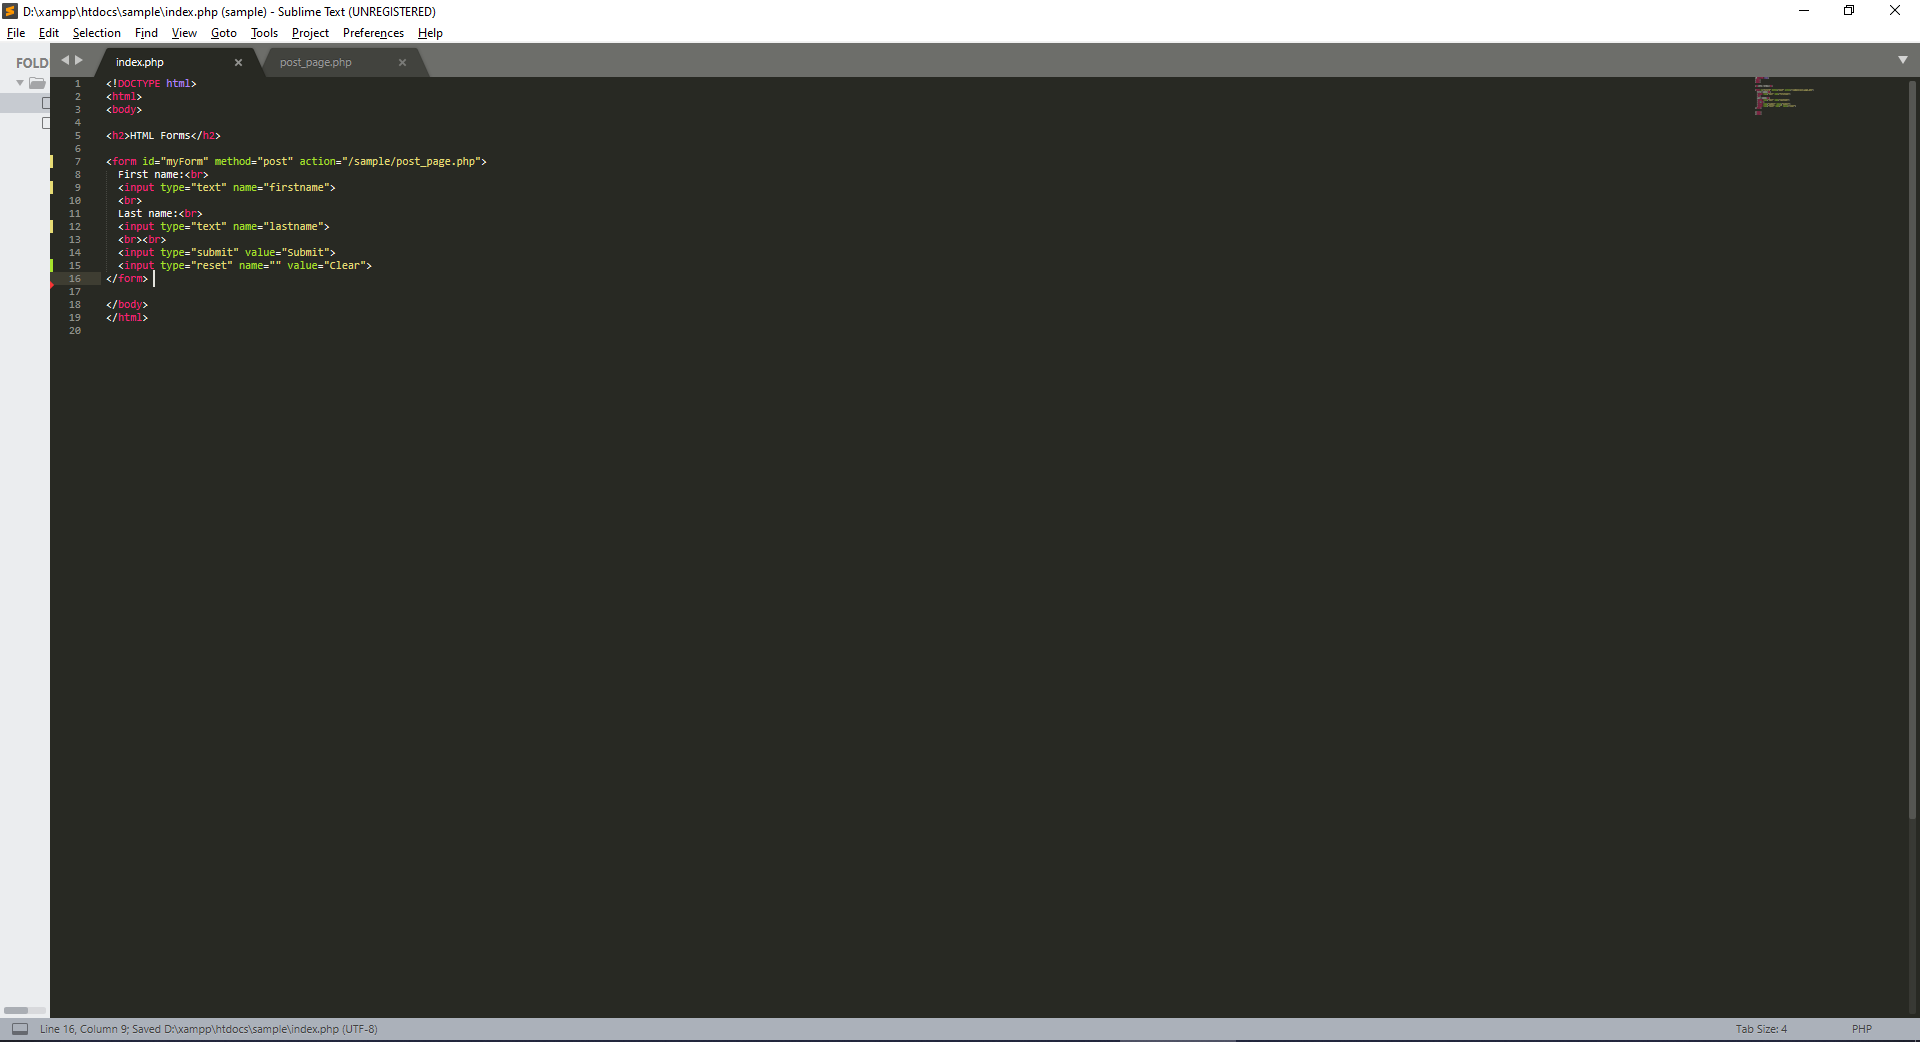 D:\xampp\htdocs\sample\index.php (sample) - Sublime Text (UNREGISTERED)
File Edit Selection Find View Goto Tools Project Preferences Help
FOLD
index.php post_page.php
1 <!DOCTYPE html>
2 <html>
3 <body>
4
5 <h2>HTML Forms</h2>
6
7 <form id="myForm" method="post" action="/sample/post_page.php">
8 First name:<br>
9 <input type="text" name="firstname">
10 <br>
11 Last name:<br>
12 <input type="text" name="lastname">
13 <br><br>
14 <input type="submit" value="Submit">
15 <input type="reset" name="" value="Clear">
16 </form>
17
18 </body>
19 </html>
20
Line 16, Column 9; Saved D:\xampp\htdocs\sample\index.php (UTF-8) Tab Size: 4 PHP